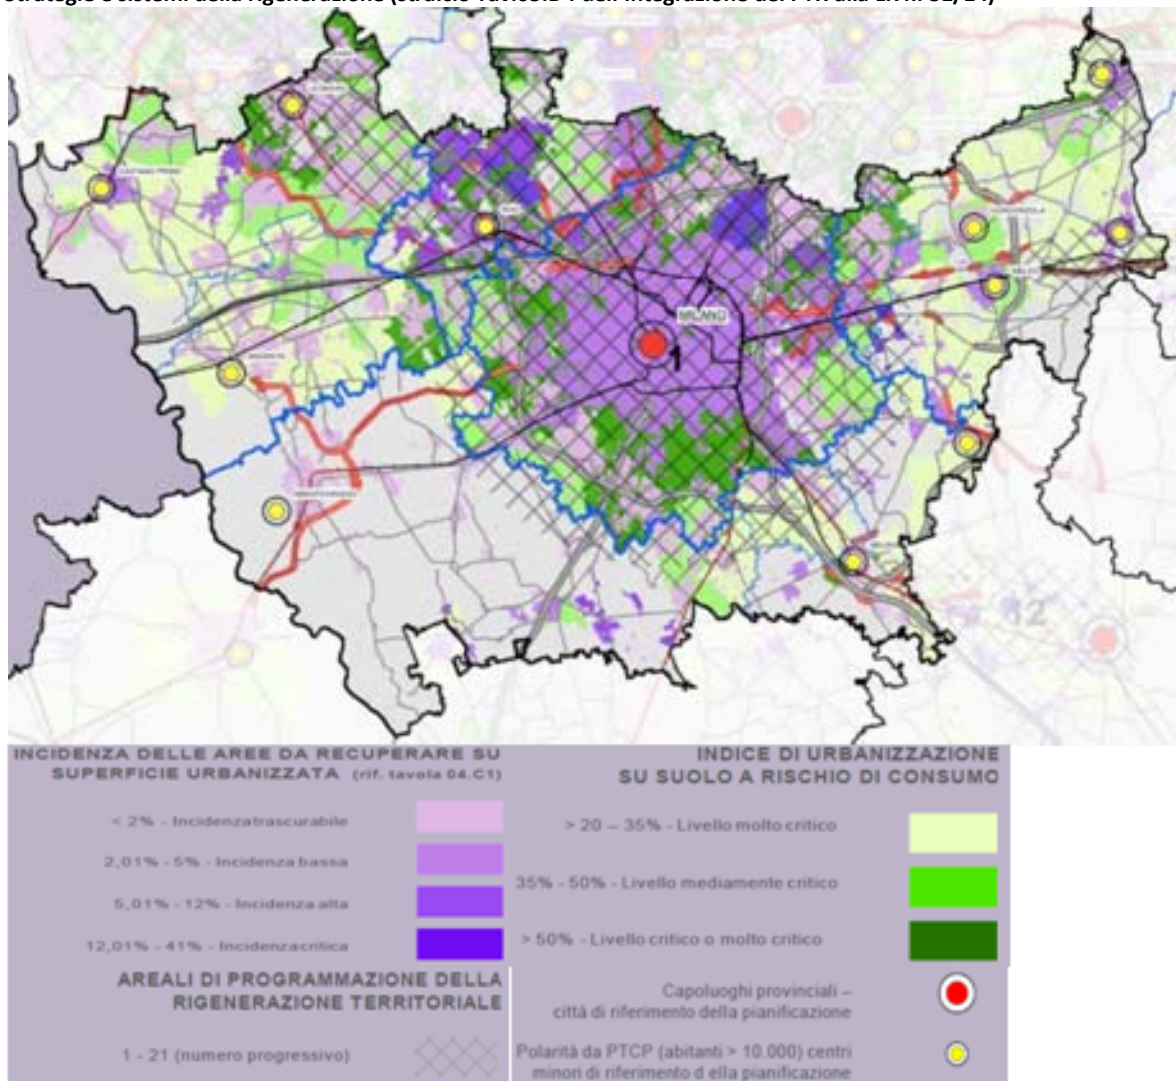 Strategie e sistemi della rigenerazione (stralcio Tav.05.D4 dell'Integrazione del PTR alla LR n. 31/14)
MILANO
1
12
INCIDENZA DELLE AREE DA RECUPERARE SU
SUPERFICIE URBANIZZATA (rif. tavola 04.C1)
< 2% - Incidenza trascurabile
2,01% - 5% - Incidenza bassa
5,01% - 12% - Incidenza alta
12,01% - 41% - Incidenza critica
AREALI DI PROGRAMMAZIONE DELLA
RIGENERAZIONE TERRITORIALE
1 - 21 (numero progressivo)
INDICE DI URBANIZZAZIONE
SU SUOLO A RISCHIO DI CONSUMO
> 20 – 35% - Livello molto critico
35% - 50% - Livello mediamente critico
> 50% - Livello critico o molto critico
Capoluoghi provinciali –
città di riferimento della pianificazione
Polarità da PTCP (abitanti > 10.000) centri
minori di riferimento d ella pianificazione